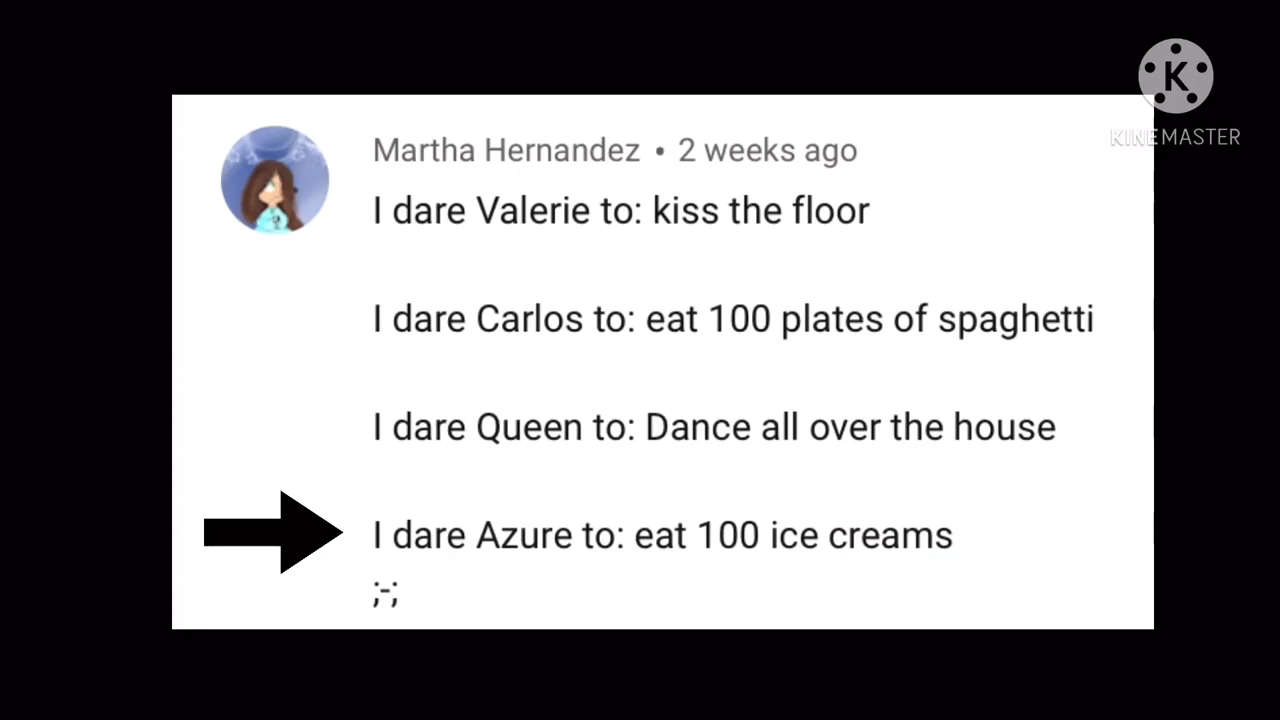 K
KINEMASTER
Martha Hernandez • 2 weeks ago
I dare Valerie to: kiss the floor
I dare Carlos to: eat 100 plates of spaghetti
I dare Queen to: Dance all over the house
I dare Azure to: eat 100 ice creams
;-;